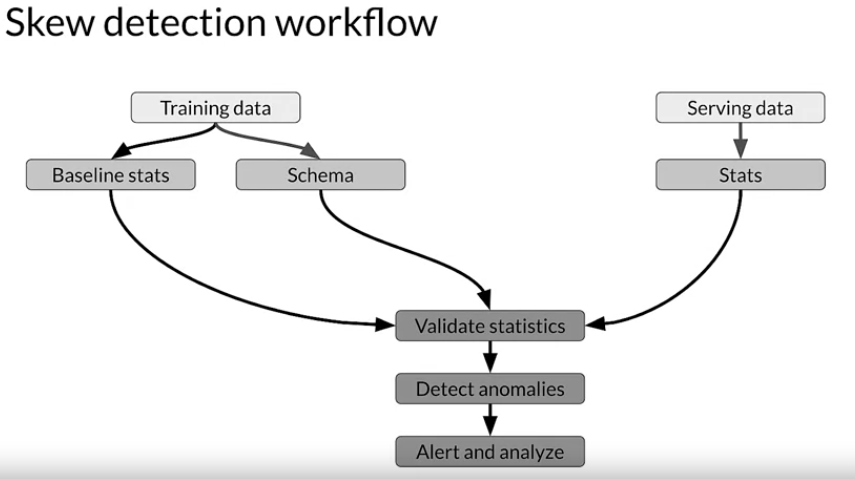 Skew detection workflow
Training data
Serving data
Baseline stats
Schema
Stats
Validate statistics
Detect anomalies
Alert and analyze